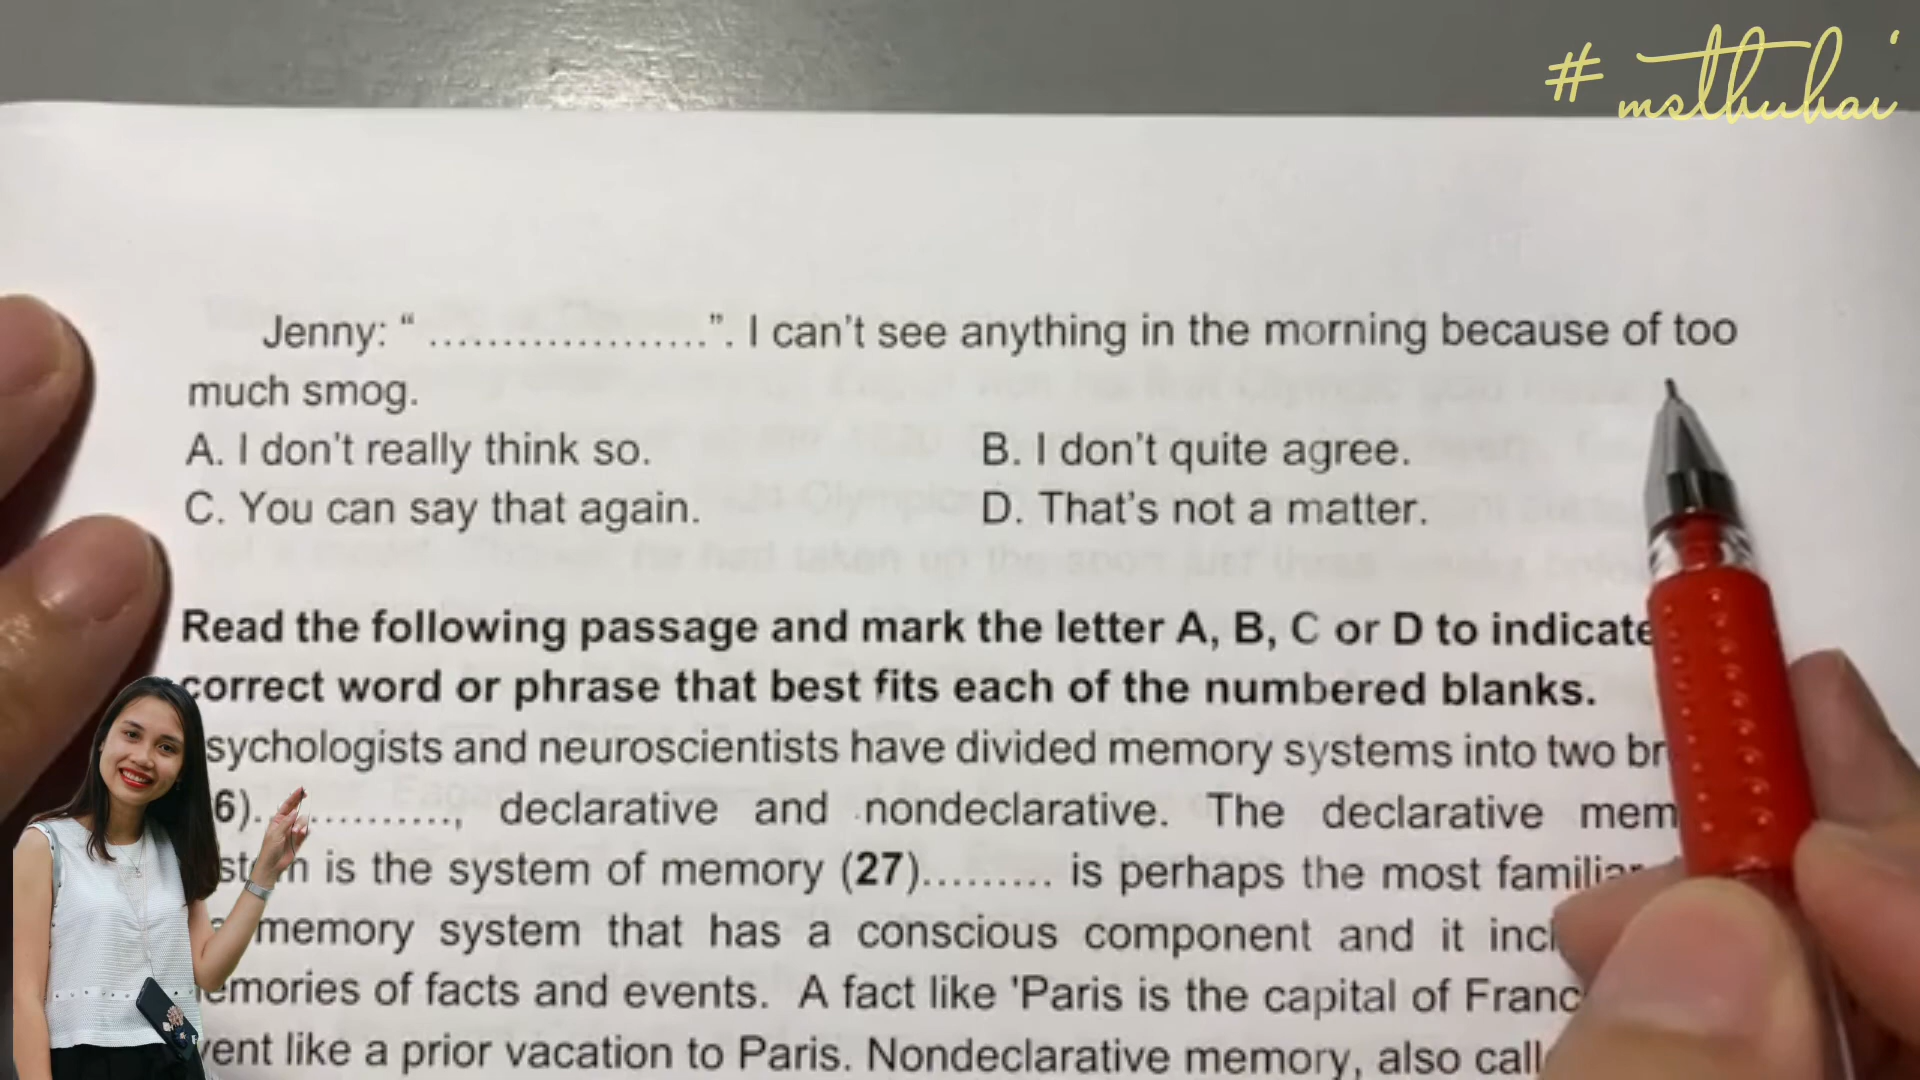 # msthuhai
Jenny: “....................”. I can’t see anything in the morning because of too
much smog.
A. I don’t really think so. B. I don’t quite agree.
C. You can say that again. D. That’s not a matter.
Read the following passage and mark the letter A, B, C or D to indicate
correct word or phrase that best fits each of the numbered blanks.
sychologists and neuroscientists have divided memory systems into two br
6)............, declarative and nondeclarative. The declarative mem
is the system of memory (27)......... is perhaps the most familiar
memory system that has a conscious component and it incl
emories of facts and events. A fact like 'Paris is the capital of Franc
vent like a prior vacation to Paris. Nondeclarative memory, also call